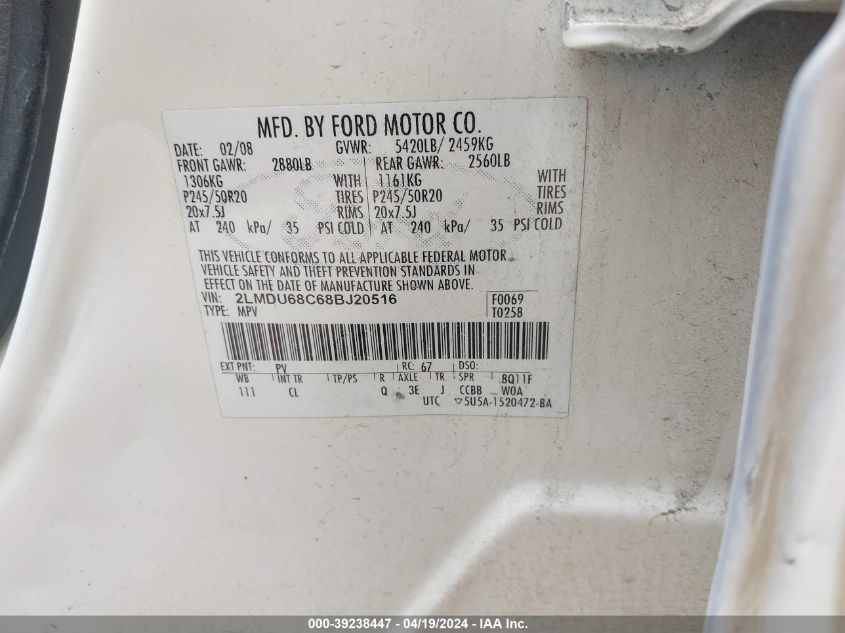 MFD. BY FORD MOTOR CO.
DATE: 02/08 GVWR: 5420LB/ 2459KG
FRONT GAWR: 2880LB REAR GAWR: 2560LB
1306KG WITH 1161KG WITH
P245/50R20 TIRES P245/50R20 TIRES
20x7.5J RIMS 20x7.5J RIMS
AT 240 kPa/ 35 PSI COLD AT 240 kPa/ 35 PSI COLD
THIS VEHICLE CONFORMS TO ALL APPLICABLE FEDERAL MOTOR
VEHICLE SAFETY AND THEFT PREVENTION STANDARDS IN
EFFECT ON THE DATE OF MANUFACTURE SHOWN ABOVE.
VIN: 2LMDU68C68BJ20516 F0069
TYPE: MPV T0258
EXT PNT: PV RC: 67 DSO:
WB INT TR TP/PS R AXLE TR SPR 8Q11F
111 CL Q 3E J CCBB WOA
UTC ▽5U5A-1520472-BA
000-39238447 - 04/19/2024 - IAA Inc.